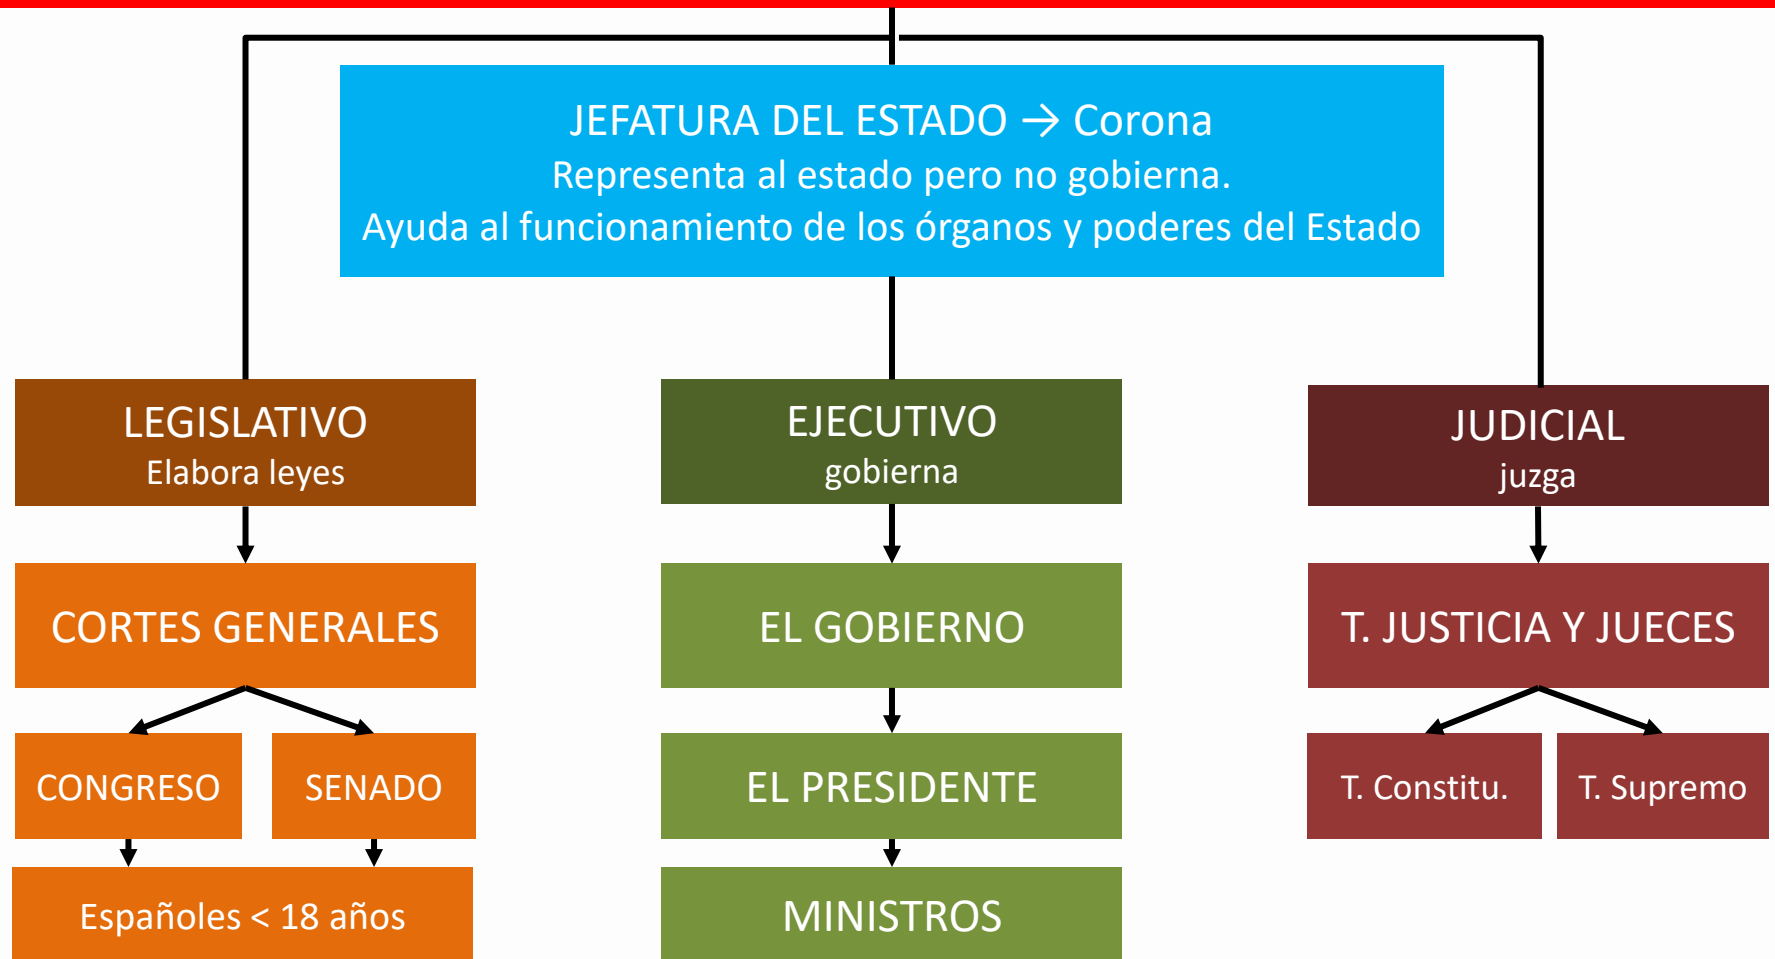 JEFATURA DEL ESTADO → Corona
Representa al estado pero no gobierna.
Ayuda al funcionamiento de los órganos y poderes del Estado
LEGISLATIVO
Elabora leyes
EJECUTIVO
gobierna
JUDICIAL
juzga
CORTES GENERALES
EL GOBIERNO
T. JUSTICIA Y JUECES
CONGRESO
SENADO
EL PRESIDENTE
T. Constitu.
T. Supremo
Españoles < 18 años
MINISTROS